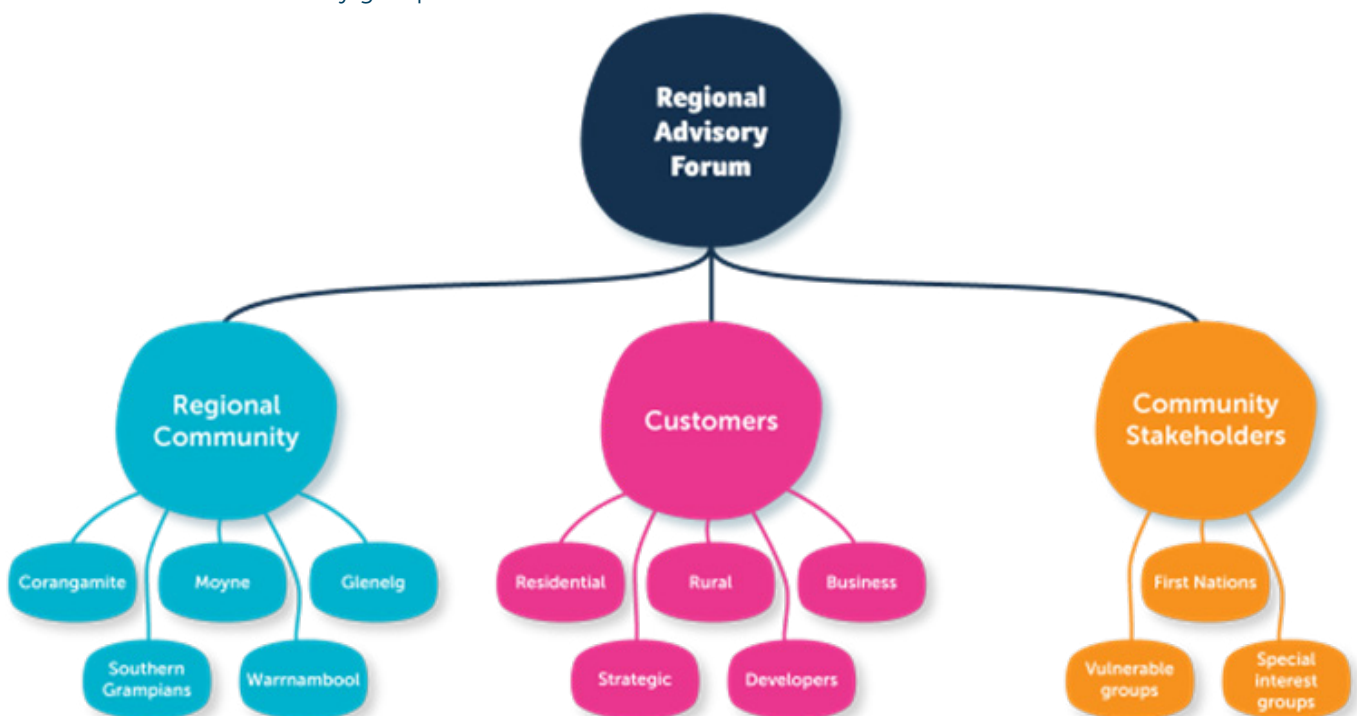 Regional
Advisory
Forum
Regional
Community
Customers
Community
Stakeholders
Corangamite
Moyne
Glenelg
Residential
Rural
Business
First Nations
Southern
Grampians
Warrnambool
Strategic
Developers
Vulnerable
groups
Special
interest
groups